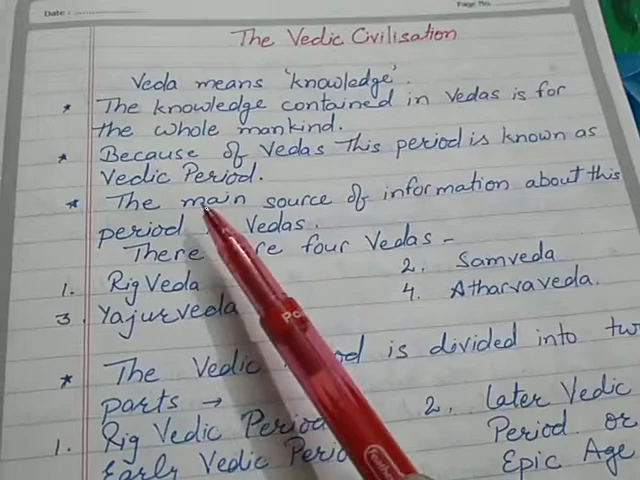 Date :
Page No.
The Vedic Civilisation
Veda means 'knowledge'.
* The knowledge contained in Vedas is for
the whole mankind.
* Because of Vedas This period is known as
Vedic Period.
* The main source of information about this
period Vedas.
There re four Vedas -
1. Rig Veda 2. Samveda
3. Yajurveda 4. Atharvaveda.
* The Vedic od is divided into tw
parts →
1. Rig Vedic Period 2. Later Vedic
Early Vedic Perio Period or
Epic Age